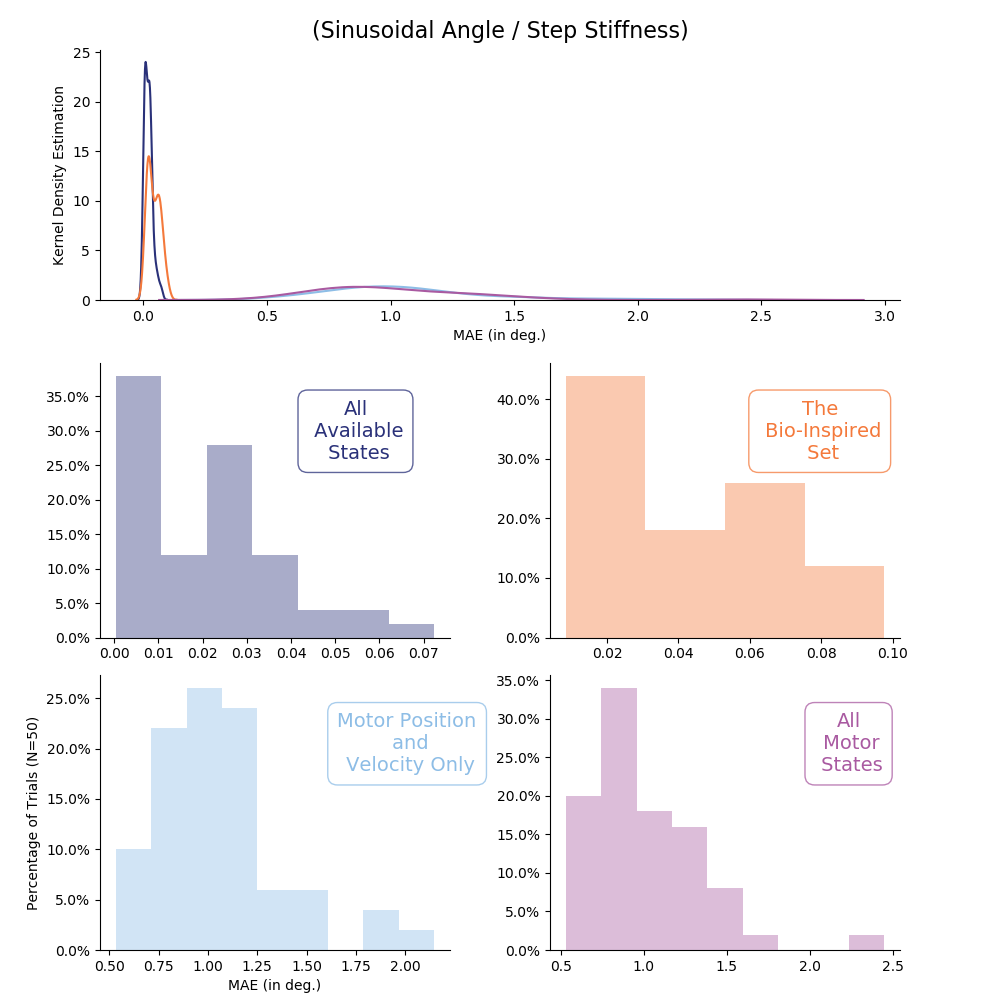 (Sinusoidal Angle / Step Stiffness)
25
20
15
10
5
0
Kernel Density Estimation
0.0 0.5 1.0 1.5 2.0 2.5 3.0
MAE (in deg.)
35.0%
30.0%
25.0%
20.0%
15.0%
10.0%
5.0%
0.0%
All
Available
States
0.00 0.01 0.02 0.03 0.04 0.05 0.06 0.07
40.0%
30.0%
20.0%
10.0%
0.0%
The
Bio-Inspired
Set
0.02 0.04 0.06 0.08 0.10
Percentage of Trials (N=50)
25.0%
20.0%
15.0%
10.0%
5.0%
0.0%
Motor Position
and
Velocity Only
0.50 0.75 1.00 1.25 1.50 1.75 2.00
MAE (in deg.)
35.0%
30.0%
25.0%
20.0%
15.0%
10.0%
5.0%
0.0%
All
Motor
States
0.5 1.0 1.5 2.0 2.5